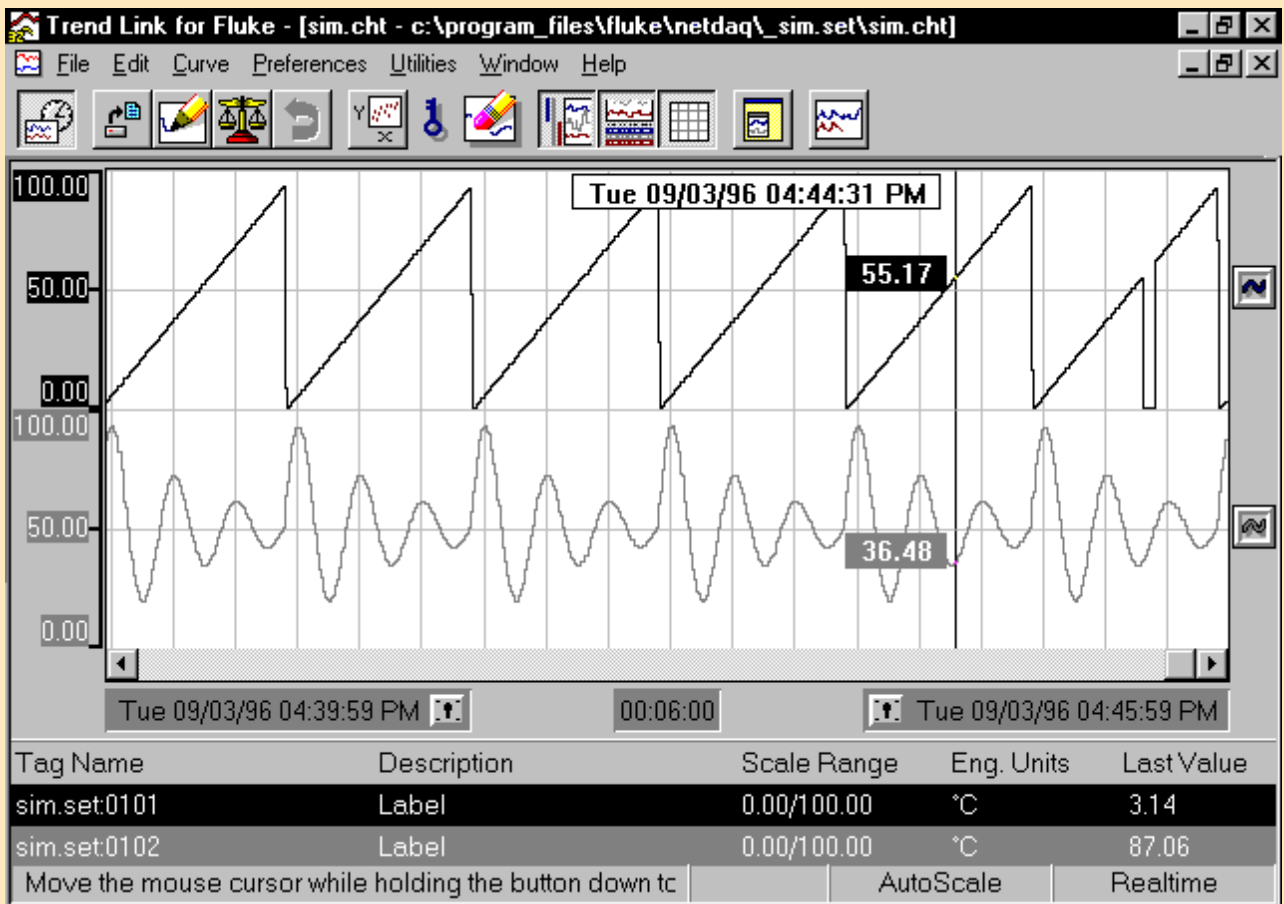 Trend Link for Fluke - [sim.cht - c:\program_files\fluke\netdaq\_sim.set\sim.cht]
File Edit Curve Preferences Utilities Window Help
Y
X
100.00
Tue 09/03/96 04:44:31 PM
55.17
50.00
0.00
100.00
50.00
36.48
0.00
Tue 09/03/96 04:39:59 PM 00:06:00 Tue 09/03/96 04:45:59 PM
Tag Name Description Scale Range Eng. Units Last Value
sim.set:0101 Label 0.00/100.00 °C 3.14
sim.set:0102 Label 0.00/100.00 °C 87.06
Move the mouse cursor while holding the button down to AutoScale Realtime